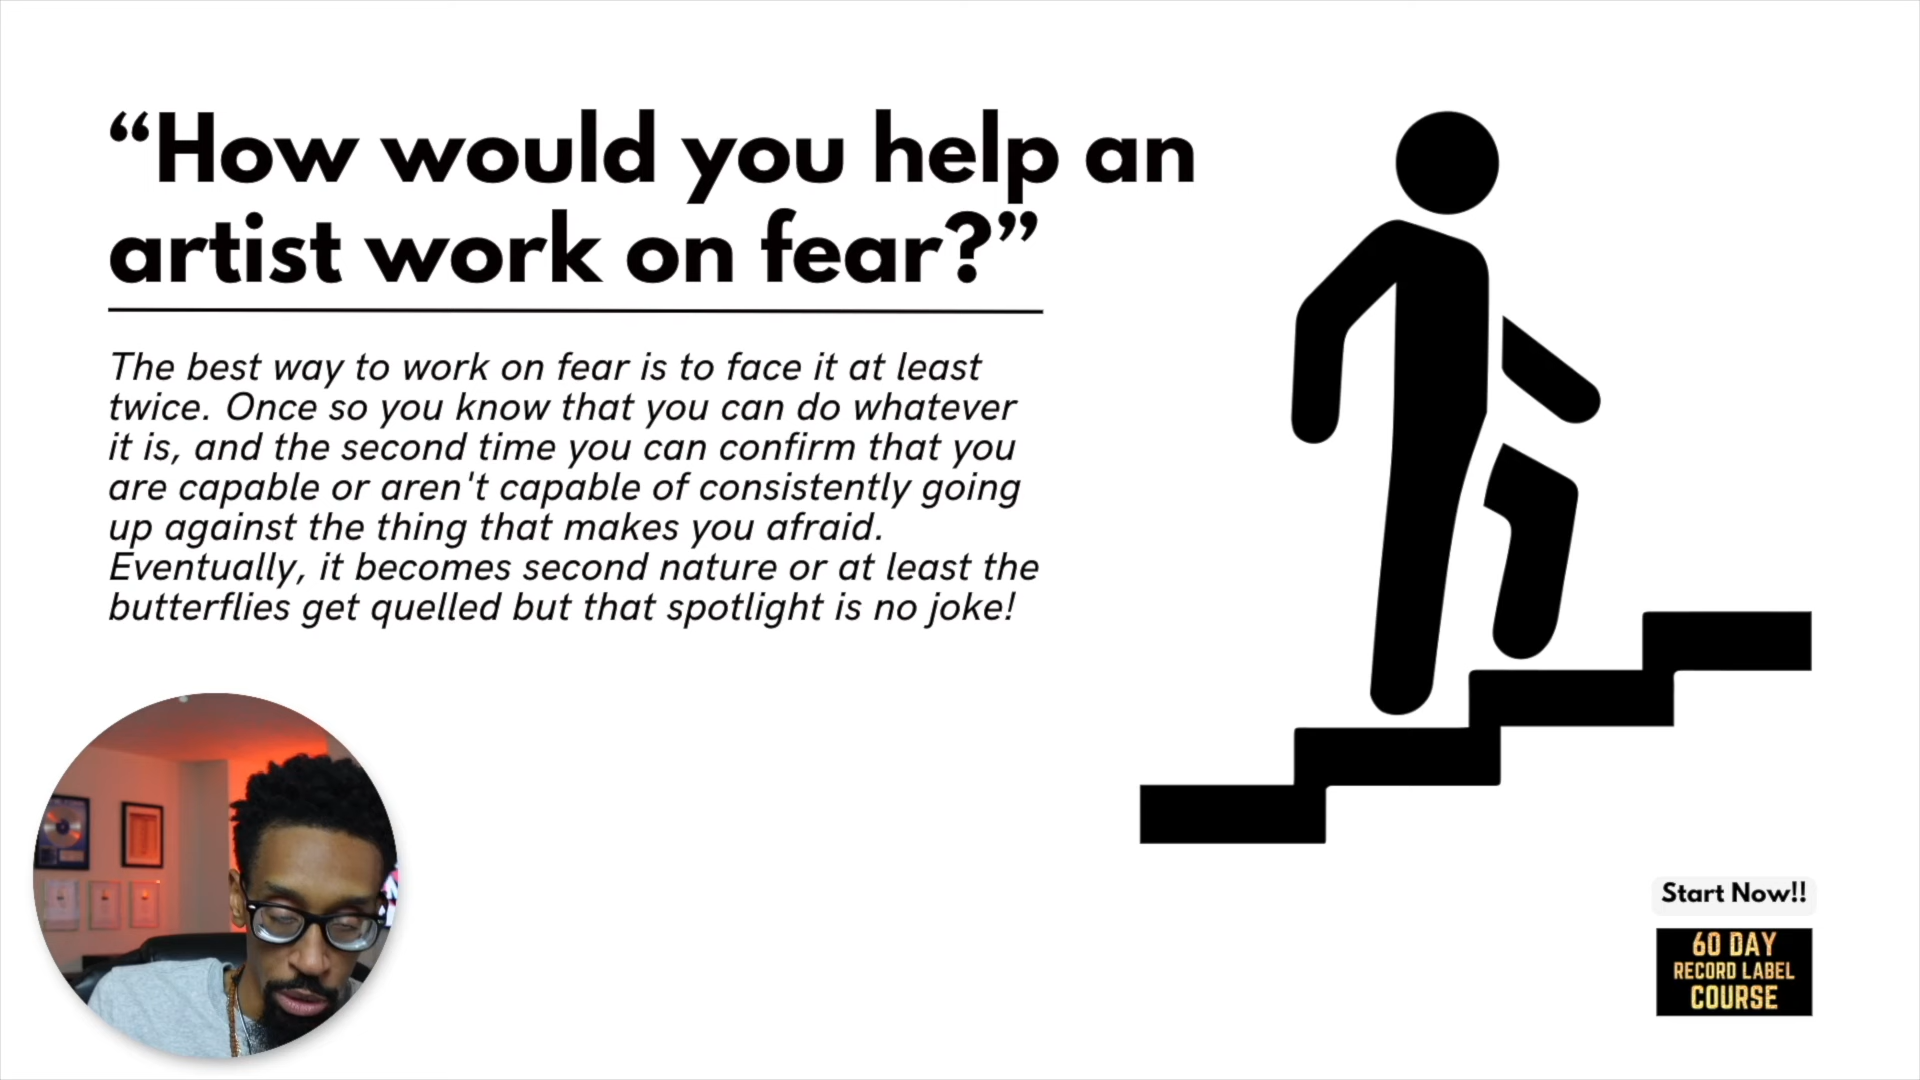 “How would you help an
artist work on fear?”
The best way to work on fear is to face it at least
twice. Once so you know that you can do whatever
it is, and the second time you can confirm that you
are capable or aren't capable of consistently going
up against the thing that makes you afraid.
Eventually, it becomes second nature or at least the
butterflies get quelled but that spotlight is no joke!
Start Now!!
60 DAY
RECORD LABEL
COURSE